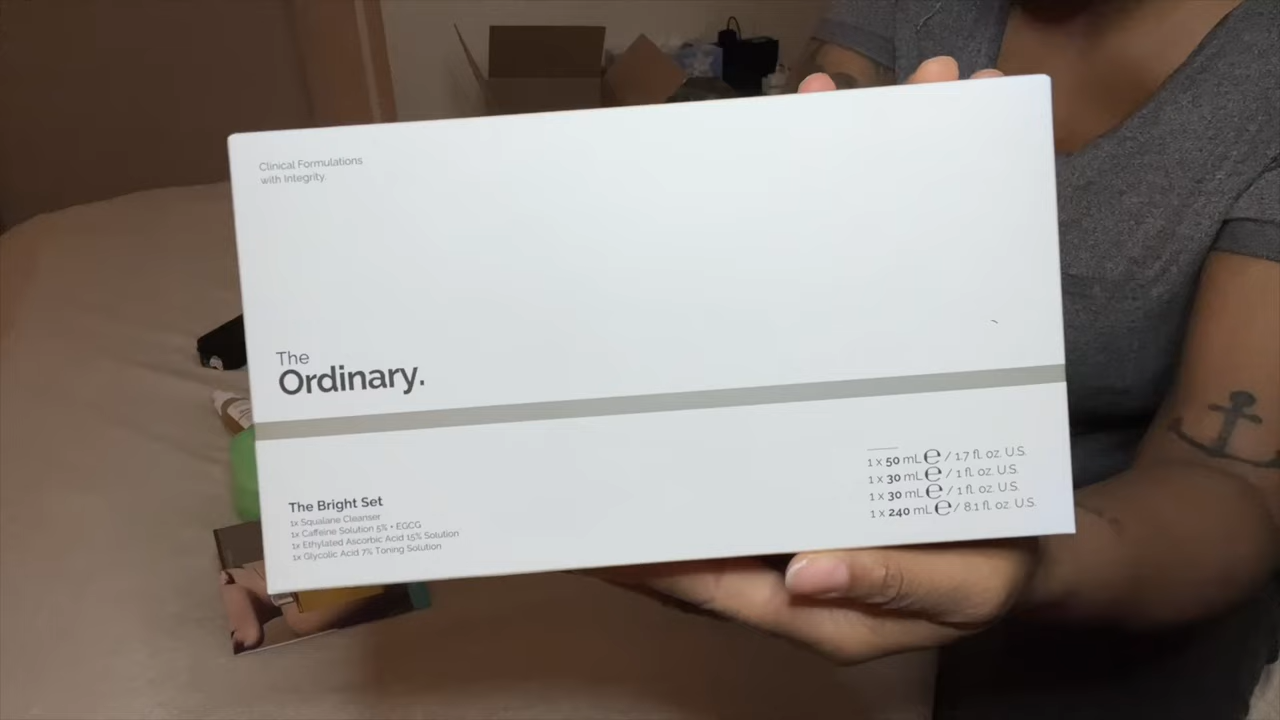 Clinical Formulations
with Integrity.
The
Ordinary.
The Bright Set
1x Squalane Cleanser
1x Caffeine Solution 5% + EGCG
1x Ethylated Ascorbic Acid 15% Solution
1x Glycolic Acid 7% Toning Solution
1 x 50 mL ℮ / 1.7 fl. oz. U.S.
1 x 30 mL ℮ / 1 fl. oz. U.S.
1 x 30 mL ℮ / 1 fl. oz. U.S.
1 x 240 mL ℮ / 8.1 fl. oz. U.S.